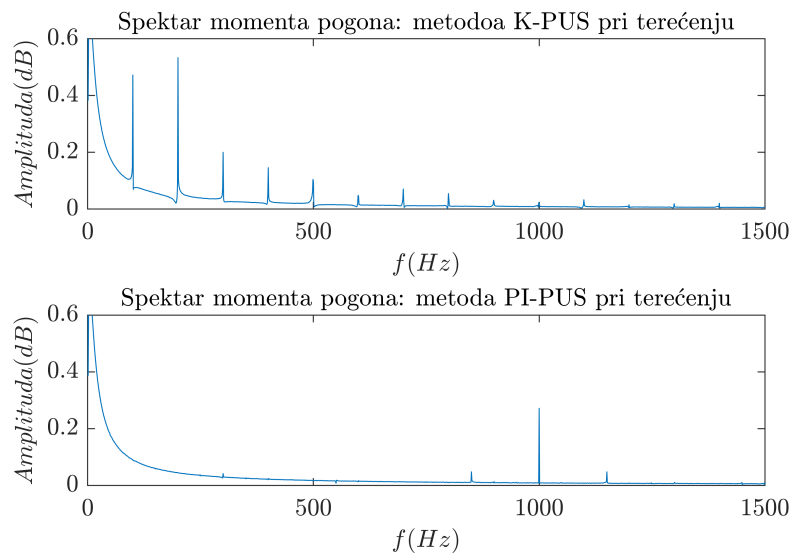 Spektar momenta pogona: metodoa K-PUS pri terećenju
Amplituda(dB)
0.6
0.4
0.2
0
0 500 1000 1500
f(Hz)
Spektar momenta pogona: metoda PI-PUS pri terećenju
Amplituda(dB)
0.6
0.4
0.2
0
0 500 1000 1500
f(Hz)